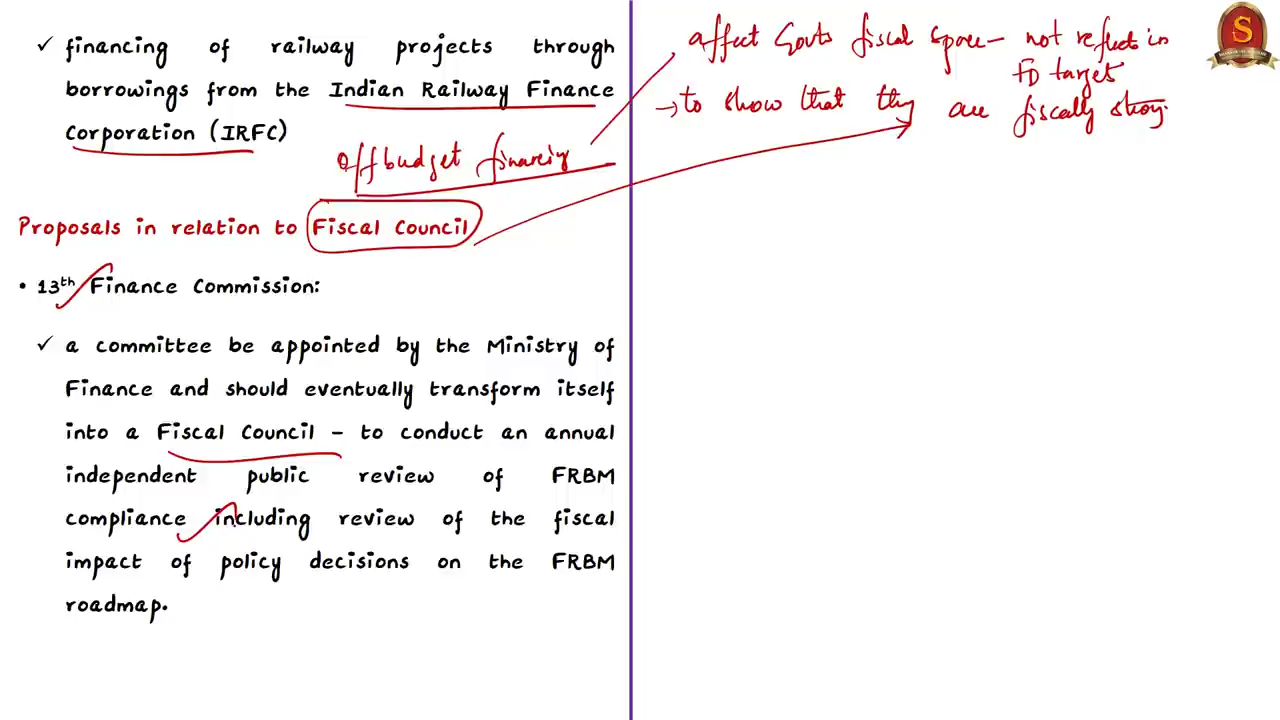 ✓ financing of railway projects through
borrowings from the Indian Railway Finance
Corporation (IRFC)
Off budget financing
Proposals in relation to Fiscal Council
• 13th Finance Commission:
✓ a committee be appointed by the Ministry of
Finance and should eventually transform itself
into a Fiscal Council – to conduct an annual
independent public review of FRBM
compliance including review of the fiscal
impact of policy decisions on the FRBM
roadmap.
affect Govts fiscal space – not reflects in
FD target
→ to show that they are fiscally strong.
S